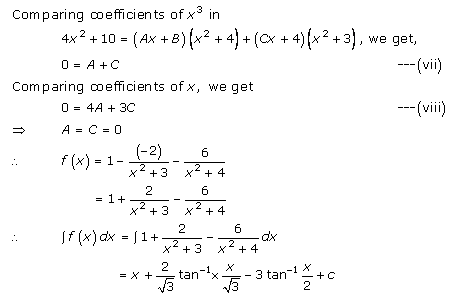 Comparing coefficients of x³ in
4x² + 10 = (Ax + B)(x² + 4) + (Cx + 4)(x² + 3), we get,
0 = A + C ---(vii)
Comparing coefficients of x, we get
0 = 4A + 3C ---(viii)
⇒ A = C = 0
∴ f(x) = 1 - (-2)/(x² + 3) - 6/(x² + 4)
= 1 + 2/(x² + 3) - 6/(x² + 4)
∴ ∫f(x)dx = ∫1 + 2/(x² + 3) - 6/(x² + 4) dx
= x + 2/√3 tan⁻¹x x/√3 - 3 tan⁻¹ x/2 + c